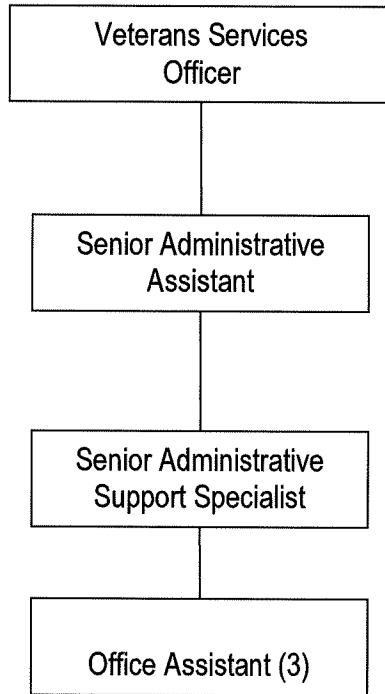 Veterans Services
Officer
Senior Administrative
Assistant
Senior Administrative
Support Specialist
Office Assistant (3)